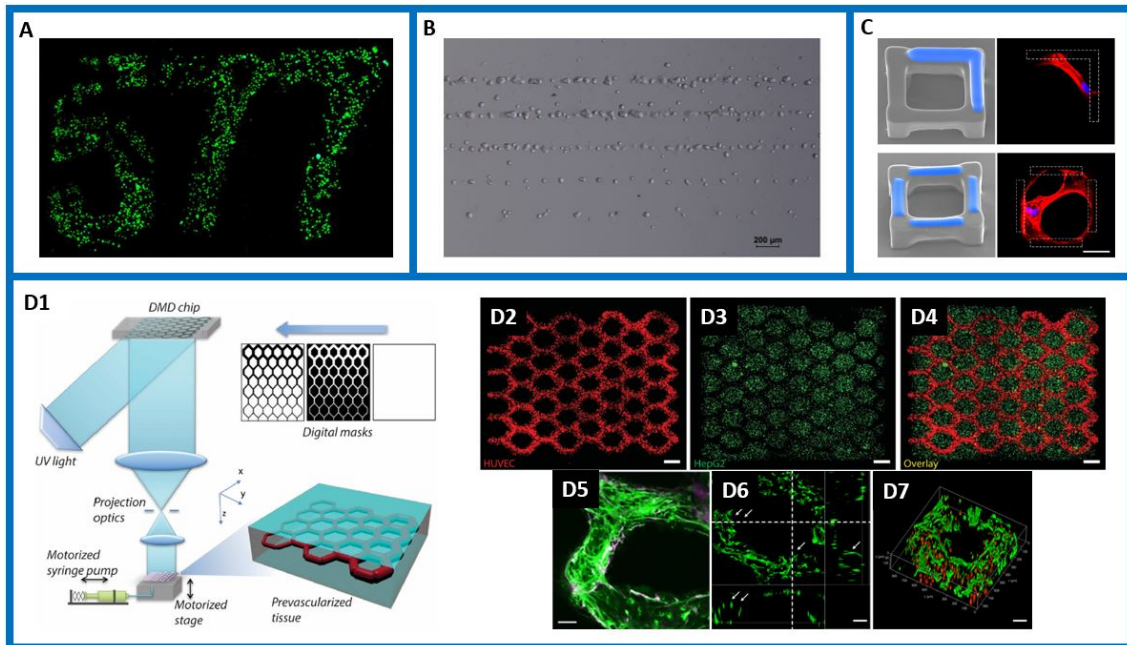 A
577
B
200 µm
C
D1
DMD chip
UV light
Digital masks
Projection
optics
x
y
z
Motorized
syringe pump
Motorized
stage
Prevascularized
tissue
D2
HUVEC
D3
HepG2
D4
Overlay
D5
D6
D7